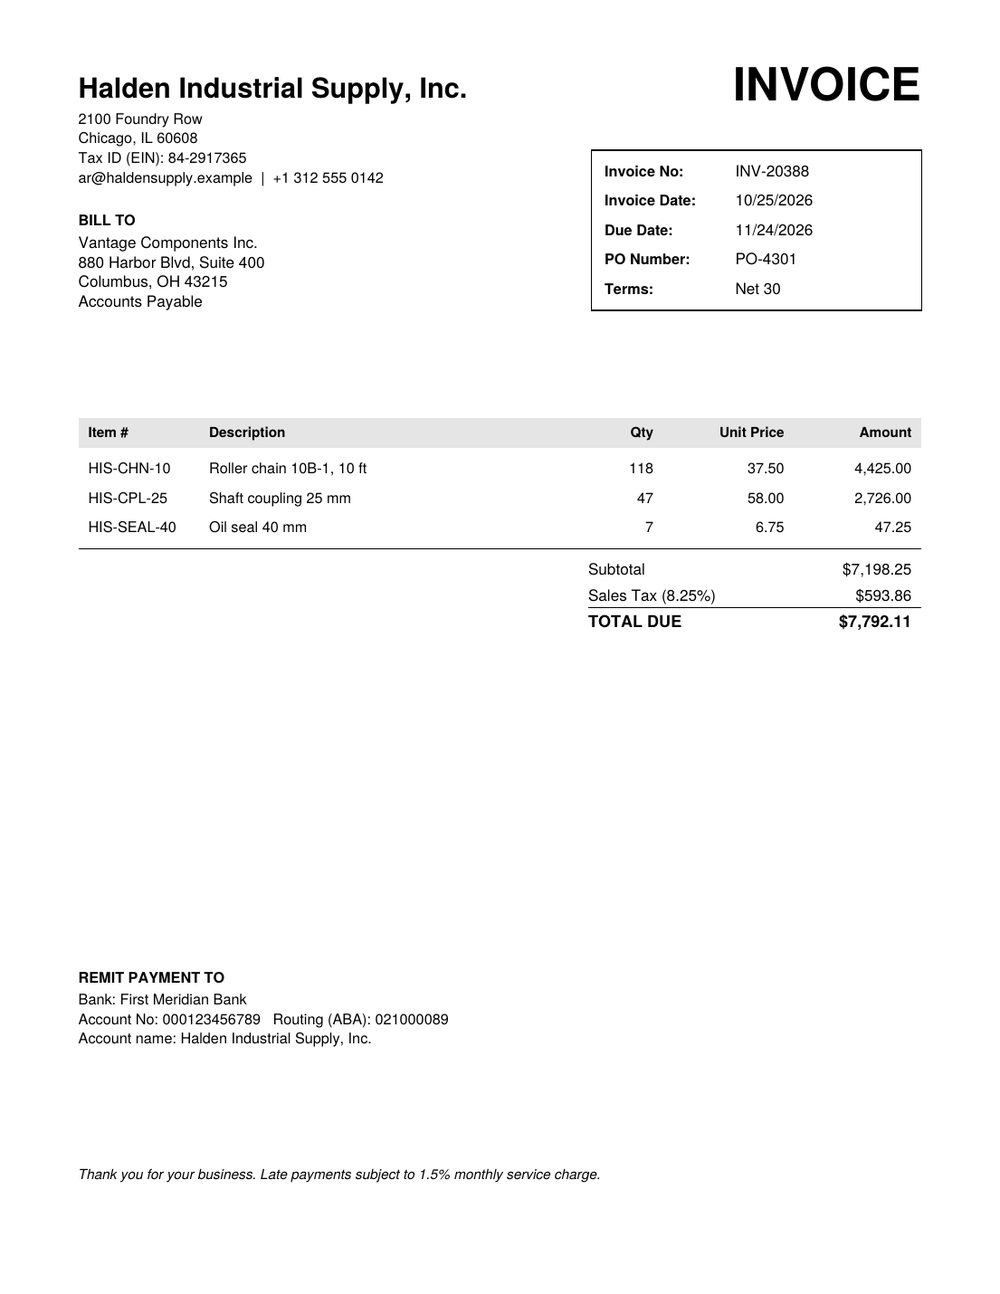 Halden Industrial Supply, Inc.
INVOICE
2100 Foundry Row
Chicago, IL 60608
Tax ID (EIN): 84-2917365
ar@haldensupply.example | +1 312 555 0142
Invoice No: INV-20388
Invoice Date: 10/25/2026
Due Date: 11/24/2026
PO Number: PO-4301
Terms: Net 30
BILL TO
Vantage Components Inc.
880 Harbor Blvd, Suite 400
Columbus, OH 43215
Accounts Payable
Item # Description Qty Unit Price Amount
HIS-CHN-10 Roller chain 10B-1, 10 ft 118 37.50 4,425.00
HIS-CPL-25 Shaft coupling 25 mm 47 58.00 2,726.00
HIS-SEAL-40 Oil seal 40 mm 7 6.75 47.25
Subtotal $7,198.25
Sales Tax (8.25%) $593.86
TOTAL DUE $7,792.11
REMIT PAYMENT TO
Bank: First Meridian Bank
Account No: 000123456789 Routing (ABA): 021000089
Account name: Halden Industrial Supply, Inc.
Thank you for your business. Late payments subject to 1.5% monthly service charge.